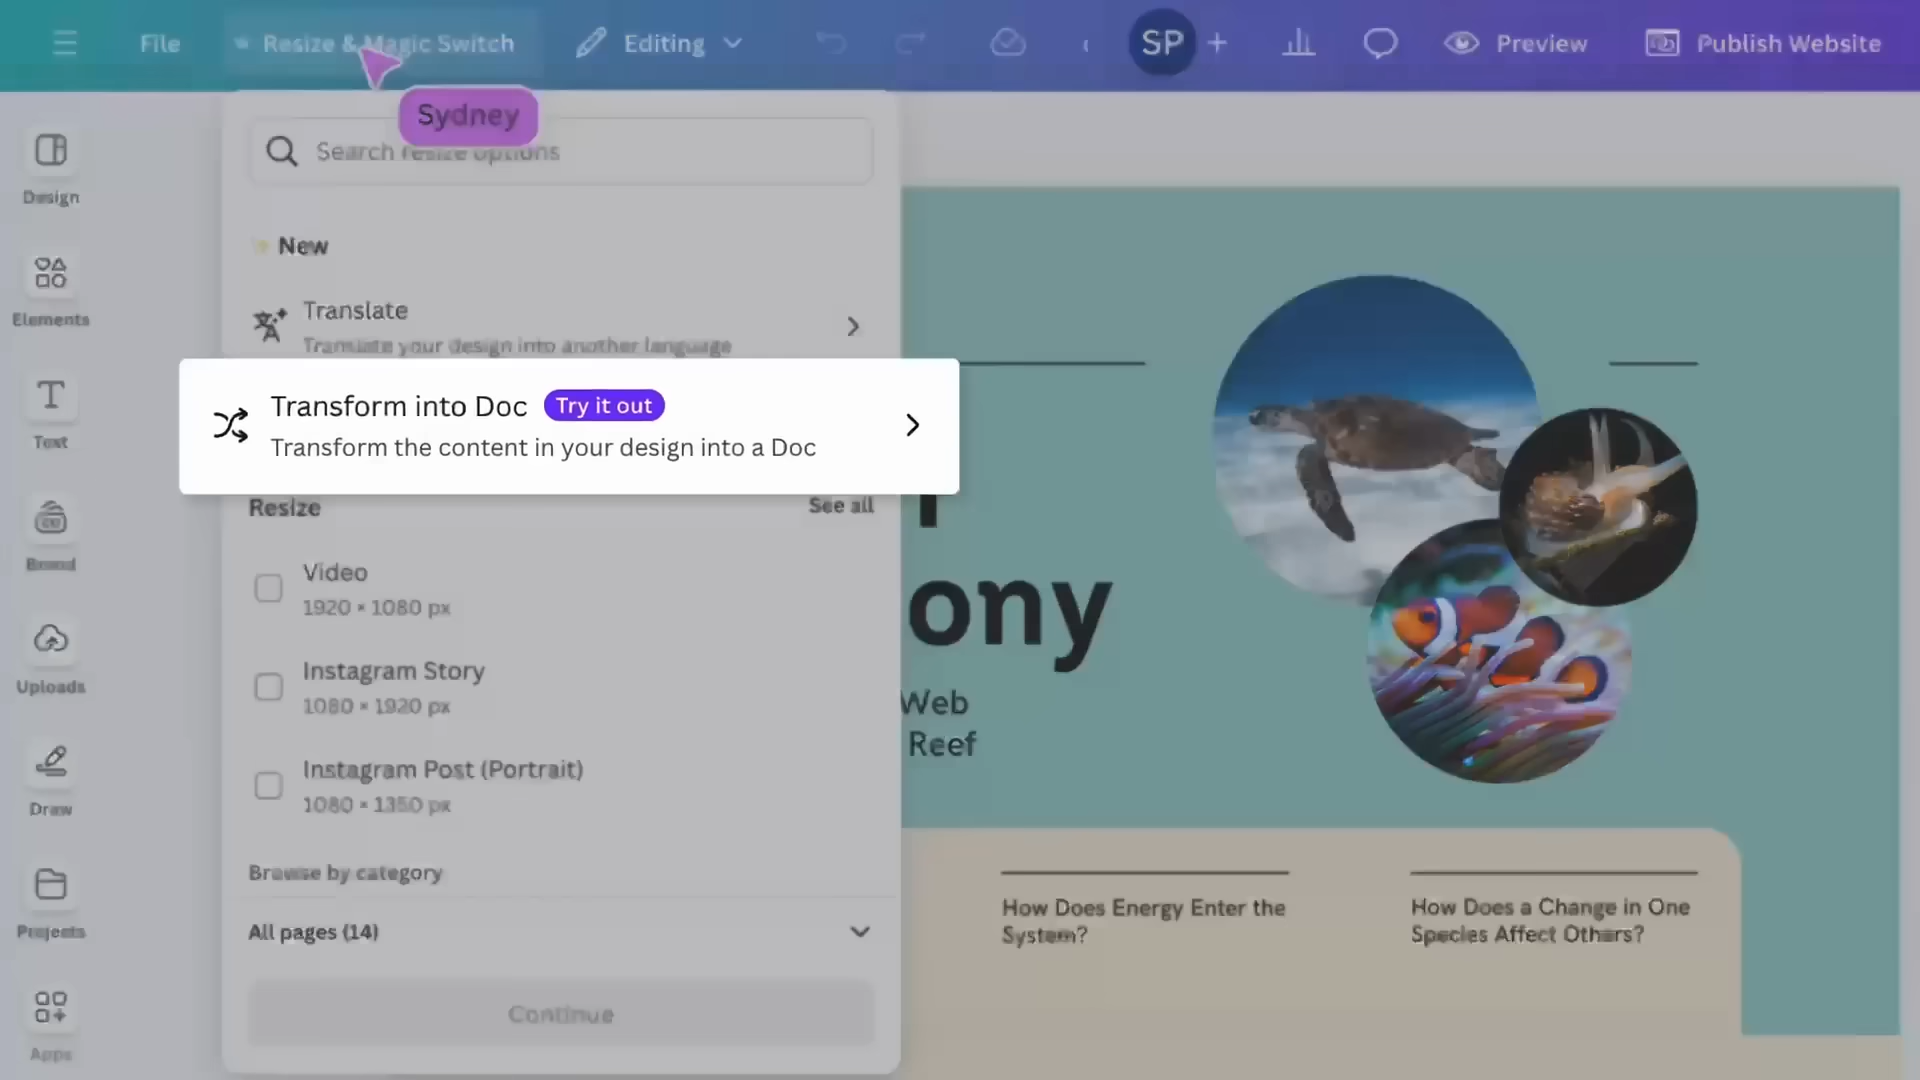 File
Resize & Magic Switch
Editing
SP
Preview
Publish Website
Sydney
Search resize options
Design
Elements
Text
Brand
Uploads
Draw
Projects
Apps
New
Translate
Translate your design into another language
Transform into Doc Try it out
Transform the content in your design into a Doc
Resize See all
Video
1920 × 1080 px
Instagram Story
1080 × 1920 px
Instagram Post (Portrait)
1080 × 1350 px
Browse by category
All pages (14)
Continue
ony
Web
Reef
How Does Energy Enter the
System?
How Does a Change in One
Species Affect Others?